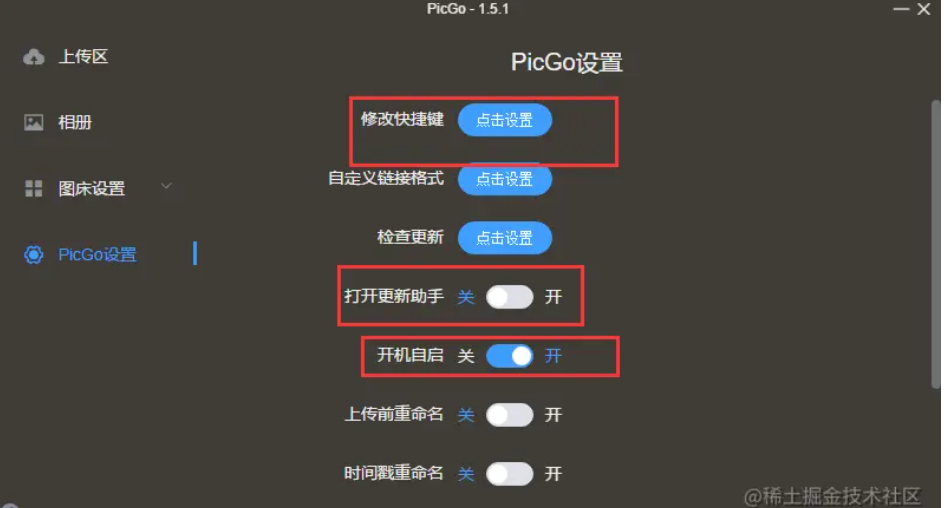 PicGo - 1.5.1
上传区
相册
图床设置
PicGo设置
PicGo设置
修改快捷键 点击设置
自定义链接格式 点击设置
检查更新 点击设置
打开更新助手 关 开
开机自启 关 开
上传前重命名 关 开
时间戳重命名 关 开
@稀土掘金技术社区